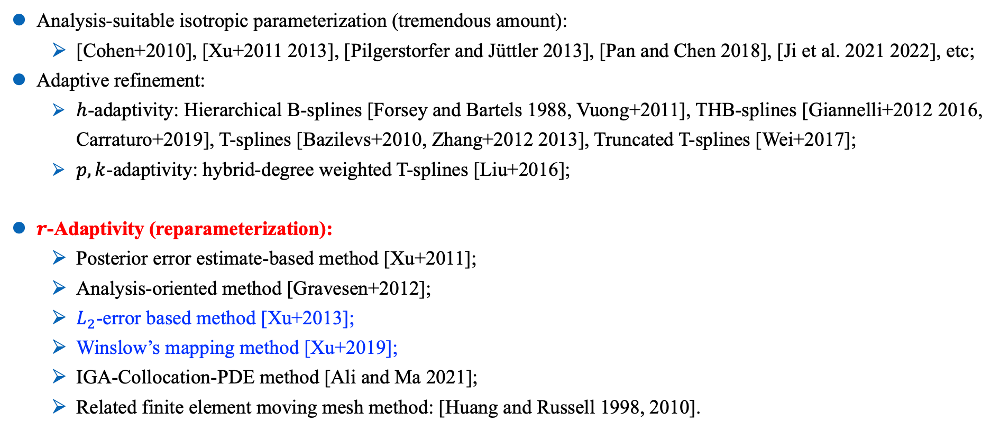 Analysis-suitable isotropic parameterization (tremendous amount):
[Cohen+2010], [Xu+2011 2013], [Pilgerstorfer and Jüttler 2013], [Pan and Chen 2018], [Ji et al. 2021 2022], etc;
Adaptive refinement:
h-adaptivity: Hierarchical B-splines [Forsey and Bartels 1988, Vuong+2011], THB-splines [Giannelli+2012 2016,
Carraturo+2019], T-splines [Bazilevs+2010, Zhang+2012 2013], Truncated T-splines [Wei+2017];
p, k-adaptivity: hybrid-degree weighted T-splines [Liu+2016];
r-Adaptivity (reparameterization):
Posterior error estimate-based method [Xu+2011];
Analysis-oriented method [Gravesen+2012];
L₂-error based method [Xu+2013];
Winslow’s mapping method [Xu+2019];
IGA-Collocation-PDE method [Ali and Ma 2021];
Related finite element moving mesh method: [Huang and Russell 1998, 2010].